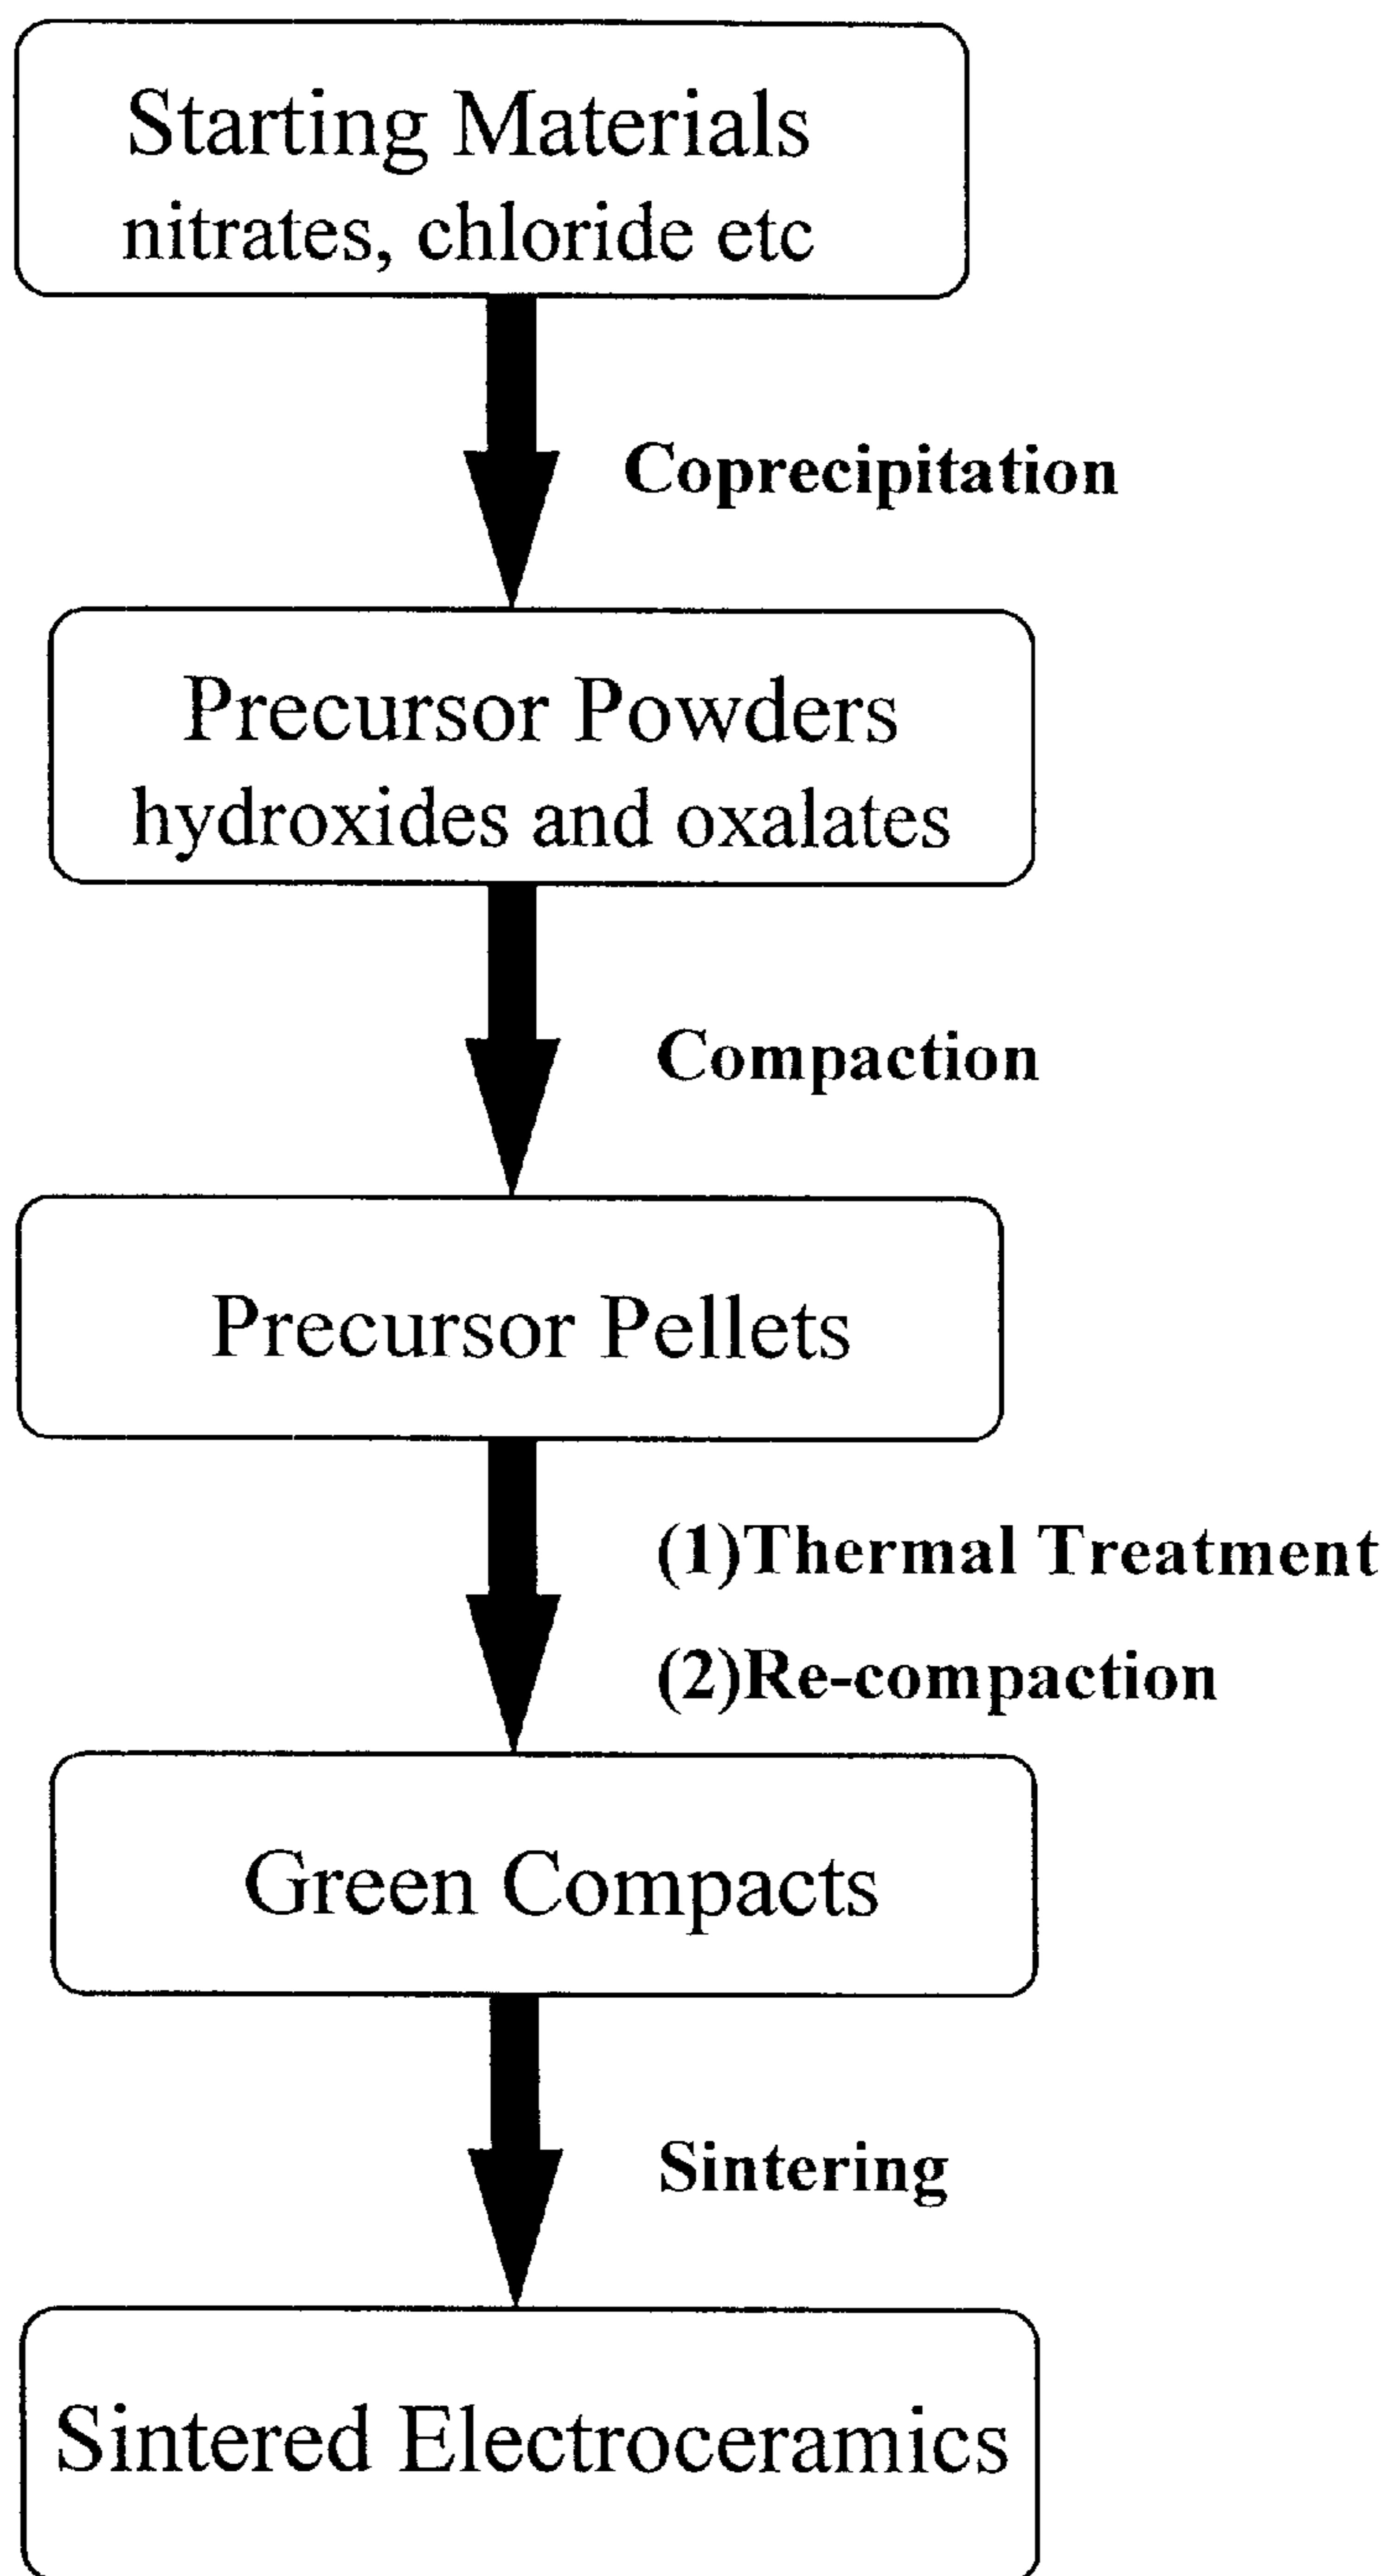 Starting Materials
nitrates, chloride etc
Coprecipitation
Precursor Powders
hydroxides and oxalates
Compaction
Precursor Pellets
(1)Thermal Treatment
(2)Re-compaction
Green Compacts
Sintering
Sintered Electroceramics